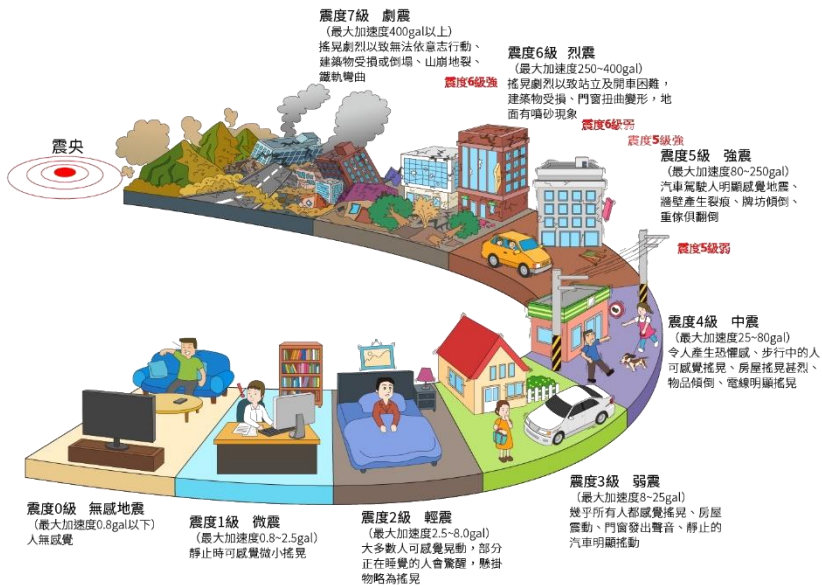 震度7級 劇震
(最大加速度400gal以上)
搖晃劇烈以致無法依意志行動、
建築物受損或倒塌、山崩地裂、
鐵軌彎曲
震度6級強
震度6級 烈震
(最大加速度250~400gal)
搖晃劇烈以致站立及開車困難，
建築物受損、門窗扭曲變形，地
面有噴砂現象
震度6級弱
震度5級強
震度5級 強震
(最大加速度80~250gal)
汽車駕駛人明顯感覺地震、
牆壁產生裂痕、牌坊傾倒、
重傢俱翻倒
震度5級弱
震央
震度4級 中震
(最大加速度25~80gal)
令人產生恐懼感、步行中的人
可感覺搖晃、房屋搖晃甚烈、
物品傾倒、電線明顯搖晃
震度3級 弱震
(最大加速度8~25gal)
幾乎所有人都感覺搖晃、房屋
震動、門窗發出聲音、靜止的
汽車明顯搖動
震度2級 輕震
(最大加速度2.5~8.0gal)
大多數人可感覺晃動，部分
正在睡覺的人會驚醒，懸掛
物略為搖晃
震度1級 微震
(最大加速度0.8~2.5gal)
靜止時可感覺微小搖晃
震度0級 無感地震
(最大加速度0.8gal以下)
人無感覺